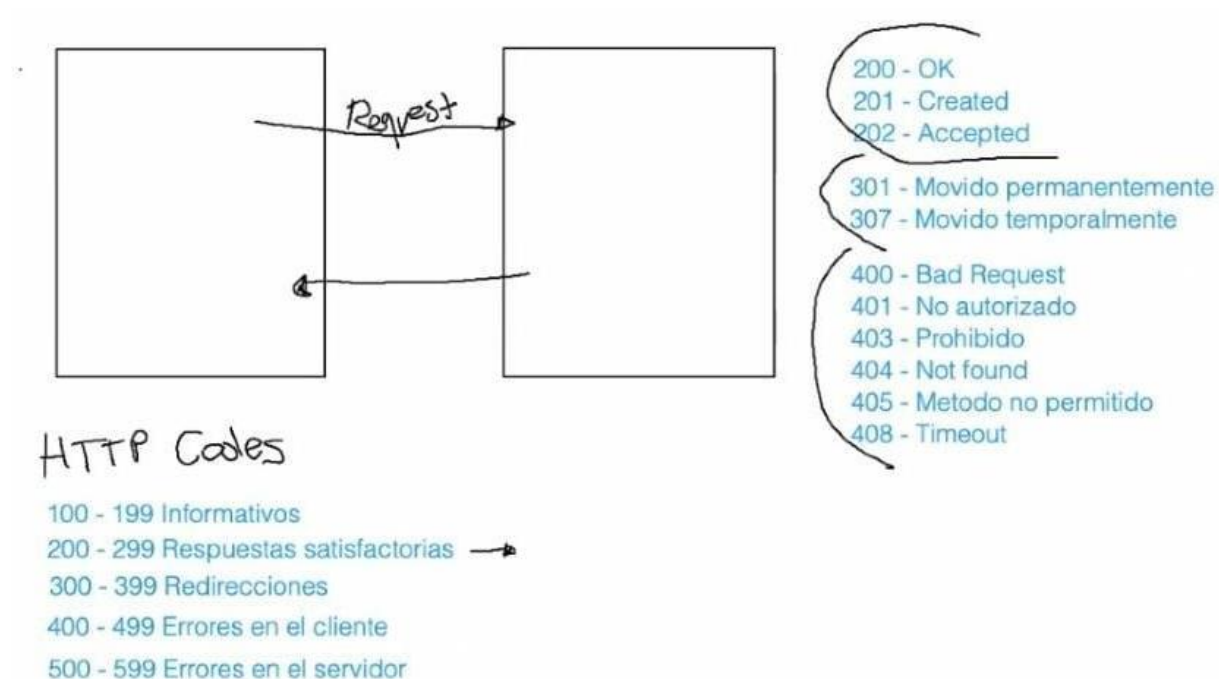 Request
200 - OK
201 - Created
202 - Accepted
301 - Movido permanentemente
307 - Movido temporalmente
400 - Bad Request
401 - No autorizado
403 - Prohibido
404 - Not found
405 - Metodo no permitido
408 - Timeout
HTTP Codes
100 - 199 Informativos
200 - 299 Respuestas satisfactorias
300 - 399 Redirecciones
400 - 499 Errores en el cliente
500 - 599 Errores en el servidor